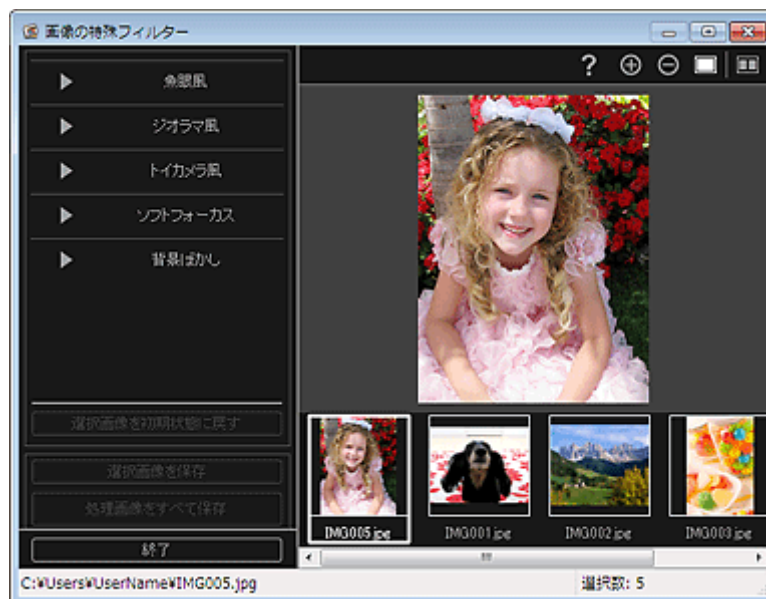 画像の特殊フィルター
魚眼風
ジオラマ風
トイカメラ風
ソフトフォーカス
背景ぼかし
選択画像を初期状態に戻す
選択画像を保存
処理画像をすべて保存
終了
?
IMG005.jpg
IMG001.jpg
IMG002.jpg
IMG003.jpg
C:¥Users¥UserName¥IMG005.jpg
選択数: 5